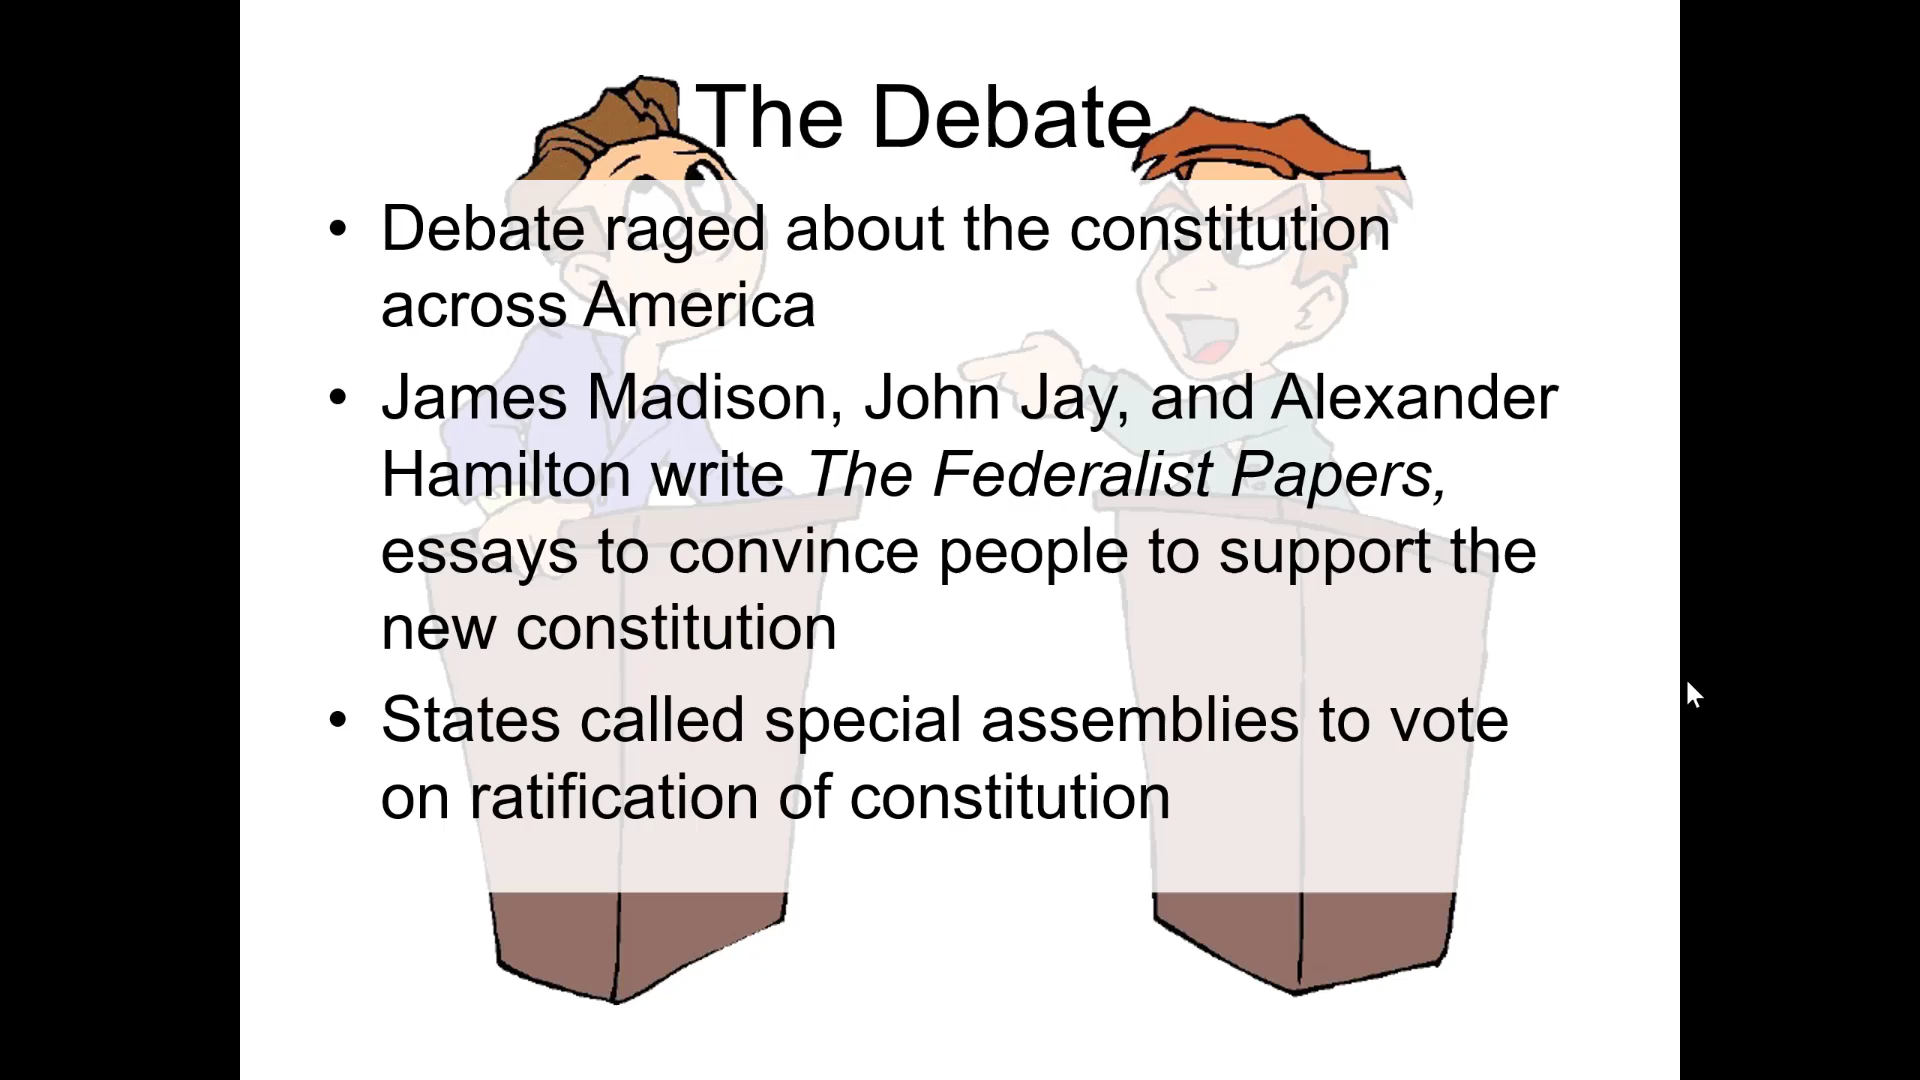 The Debate
• Debate raged about the constitution
across America
• James Madison, John Jay, and Alexander
Hamilton write The Federalist Papers,
essays to convince people to support the
new constitution
• States called special assemblies to vote
on ratification of constitution